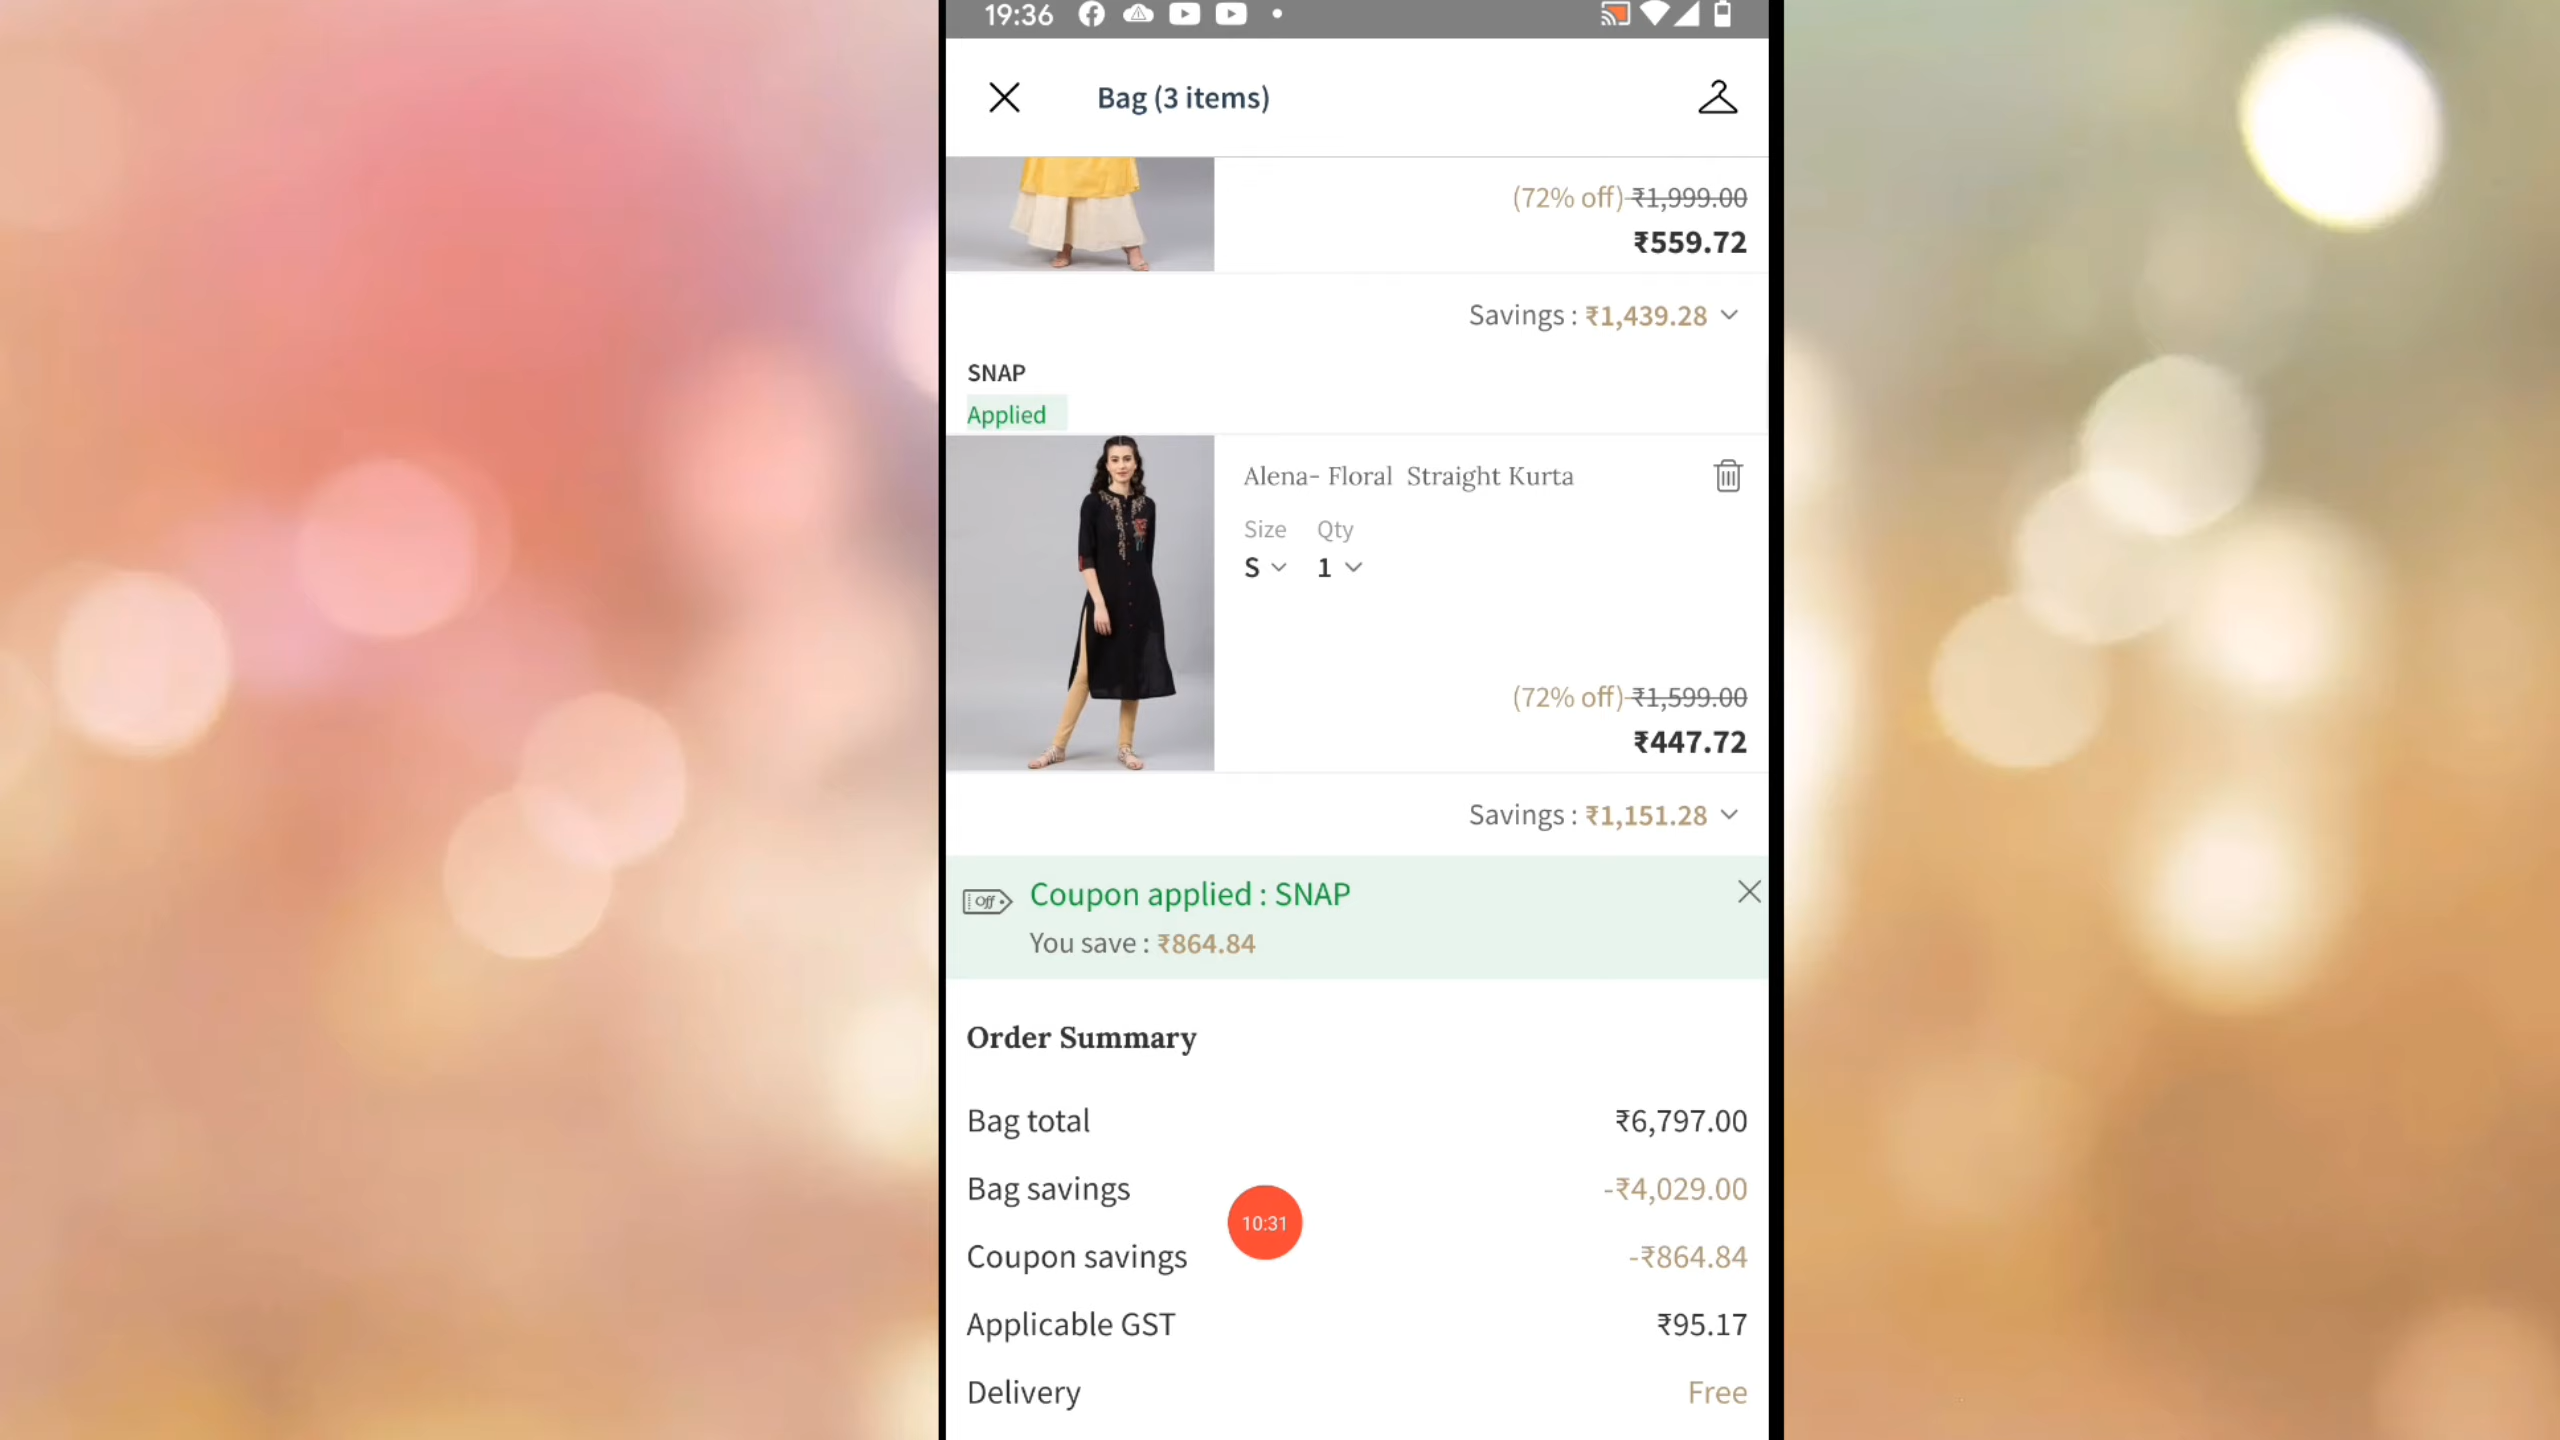 19:36
Bag (3 items)
(72% off) ₹1,999.00
₹559.72
Savings : ₹1,439.28
SNAP
Applied
Alena- Floral Straight Kurta
Size Qty
S 1
(72% off) ₹1,599.00
₹447.72
Savings : ₹1,151.28
Off
Coupon applied : SNAP
You save : ₹864.84
Order Summary
Bag total ₹6,797.00
Bag savings -₹4,029.00
10:31
Coupon savings -₹864.84
Applicable GST ₹95.17
Delivery Free